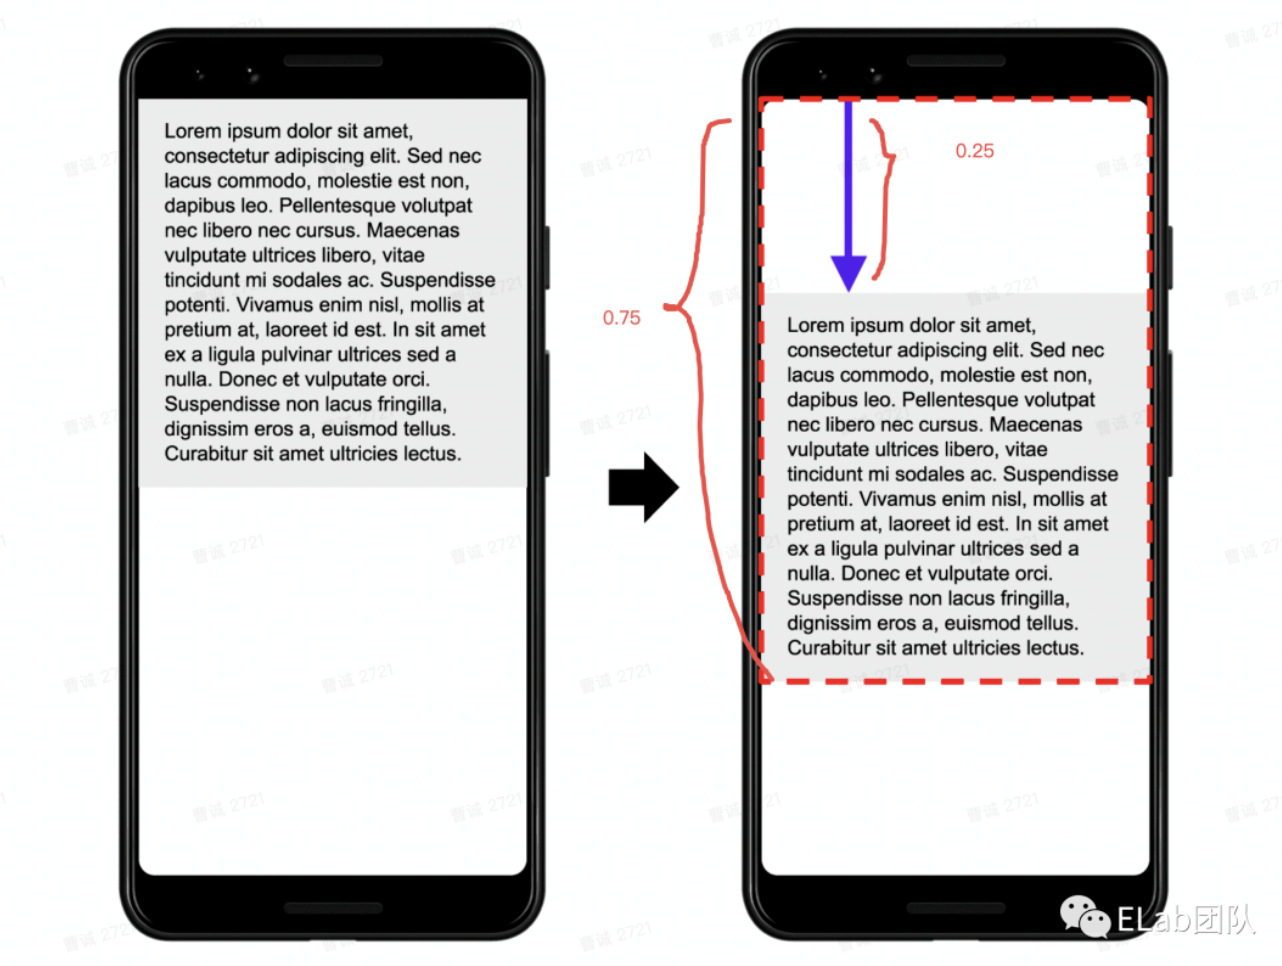 Lorem ipsum dolor sit amet,
consectetur adipiscing elit. Sed nec
lacus commodo, molestie est non,
dapibus leo. Pellentesque volutpat
nec libero nec cursus. Maecenas
vulputate ultrices libero, vitae
tincidunt mi sodales ac. Suspendisse
potenti. Vivamus enim nisl, mollis at
pretium at, laoreet id est. In sit amet
ex a ligula pulvinar ultrices sed a
nulla. Donec et vulputate orci.
Suspendisse non lacus fringilla,
dignissim eros a, euismod tellus.
Curabitur sit amet ultricies lectus.
0.75
0.25
Lorem ipsum dolor sit amet,
consectetur adipiscing elit. Sed nec
lacus commodo, molestie est non,
dapibus leo. Pellentesque volutpat
nec libero nec cursus. Maecenas
vulputate ultrices libero, vitae
tincidunt mi sodales ac. Suspendisse
potenti. Vivamus enim nisl, mollis at
pretium at, laoreet id est. In sit amet
ex a ligula pulvinar ultrices sed a
nulla. Donec et vulputate orci.
Suspendisse non lacus fringilla,
dignissim eros a, euismod tellus.
Curabitur sit amet ultricies lectus.
曹诚 2721
ELab团队